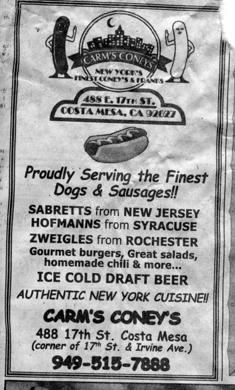 CARM'S CONEYS
NEW YORK'S
FINEST CONEY'S & FRANKS
488 E. 17TH ST.
COSTA MESA, CA 92627
Proudly Serving the Finest
Dogs & Sausages!!
SABRETTS from NEW JERSEY
HOFMANNS from SYRACUSE
ZWEIGLES from ROCHESTER
Gourmet burgers, Great salads,
homemade chili & more...
ICE COLD DRAFT BEER
AUTHENTIC NEW YORK CUISINE!!
CARM'S CONEY'S
488 17th St. Costa Mesa
(corner of 17th St. & Irvine Ave.)
949-515-7888